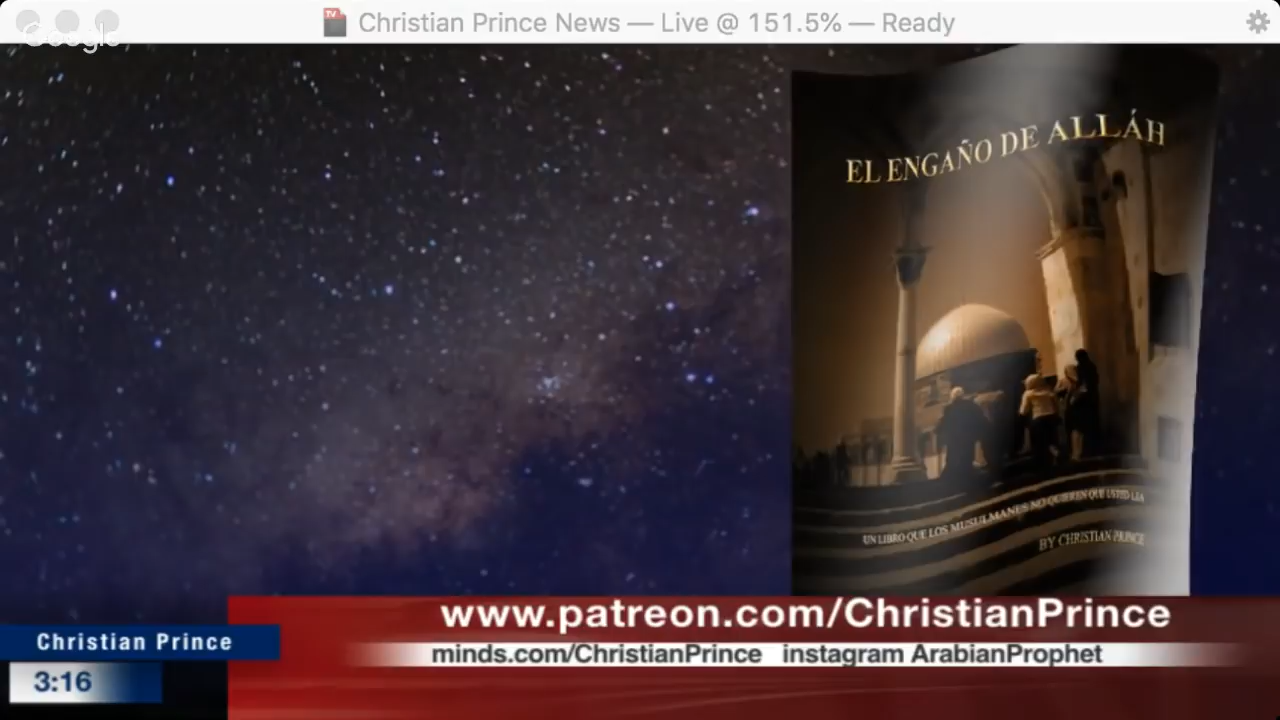 Christian Prince News — Live @ 151.5% — Ready
Google
EL ENGAÑO DE ALLÁH
UN LIBRO QUE LOS MUSULMANES NO QUIEREN QUE USTED LEA
BY CHRISTIAN PRINCE
www.patreon.com/ChristianPrince
Christian Prince
minds.com/ChristianPrince instagram ArabianProphet
3:16